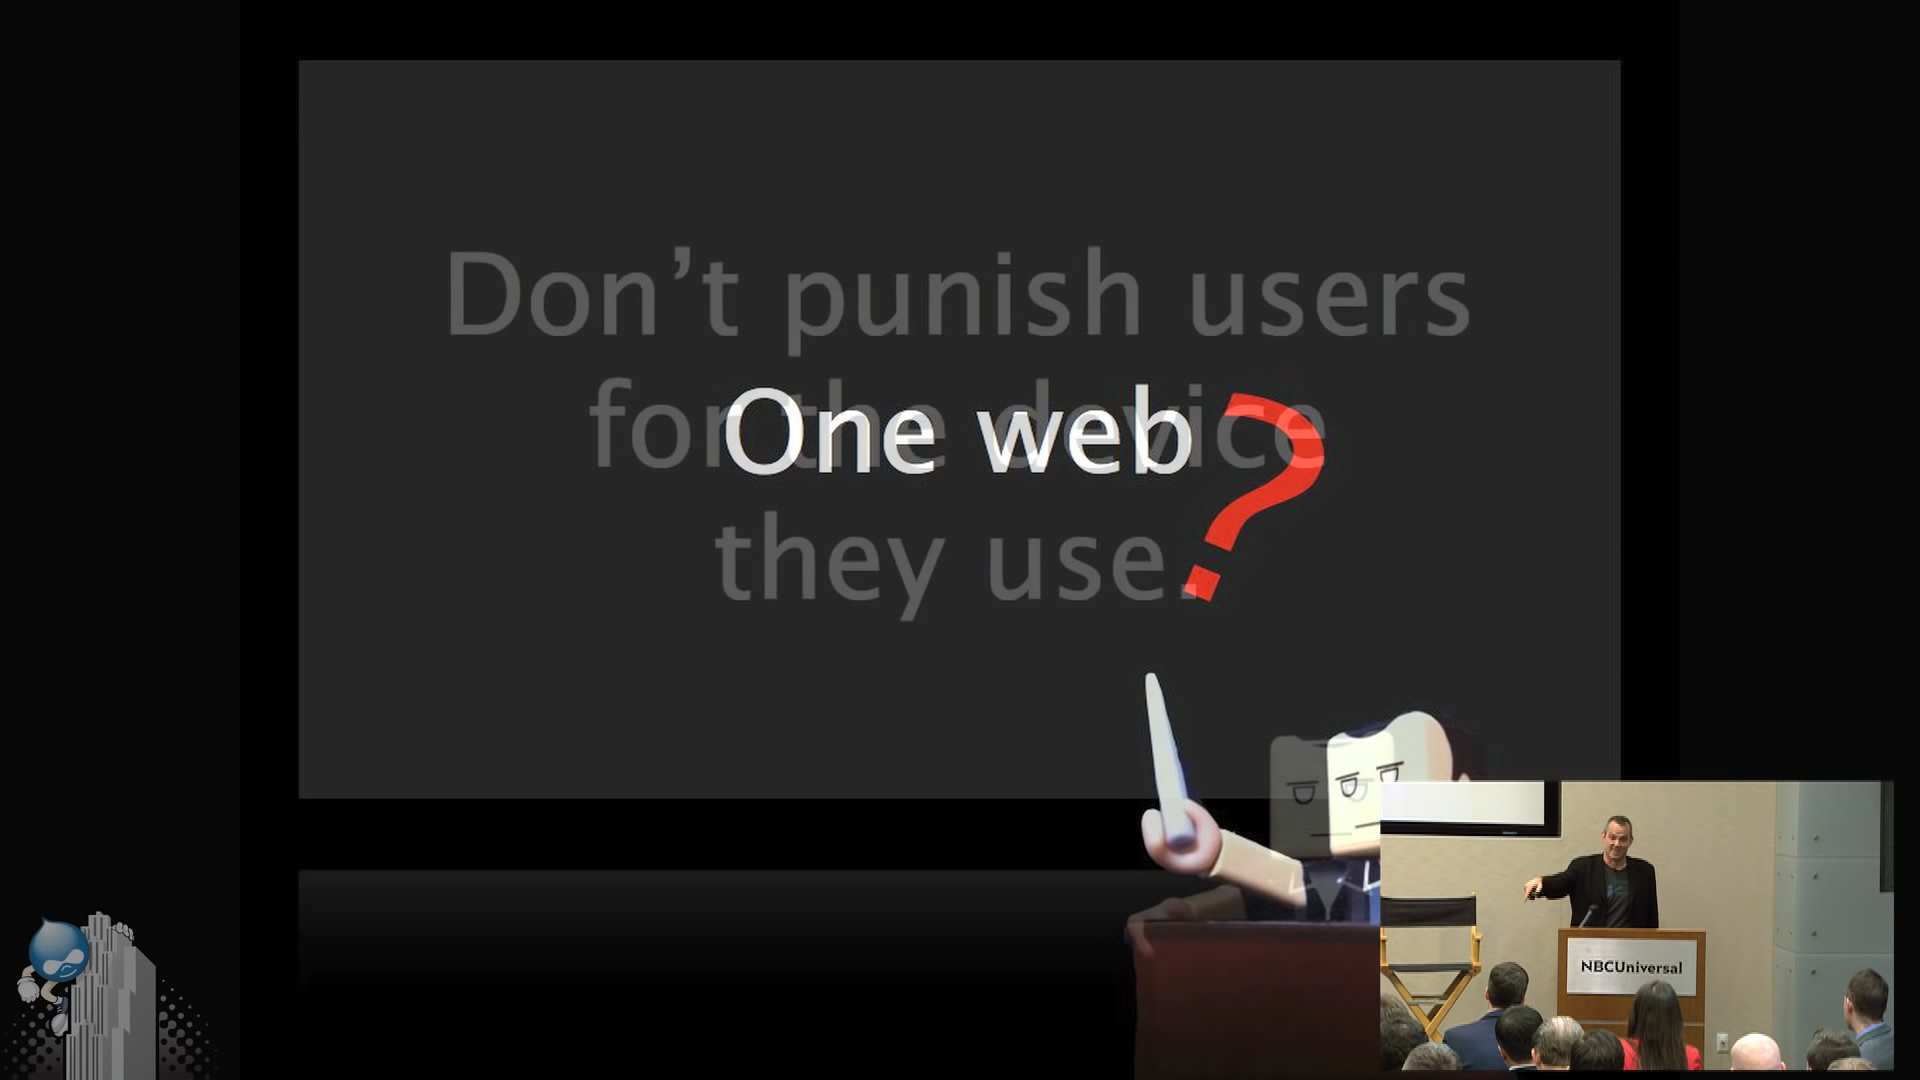 Don’t punish users
for the device
they use.
One web?
NBCUniversal